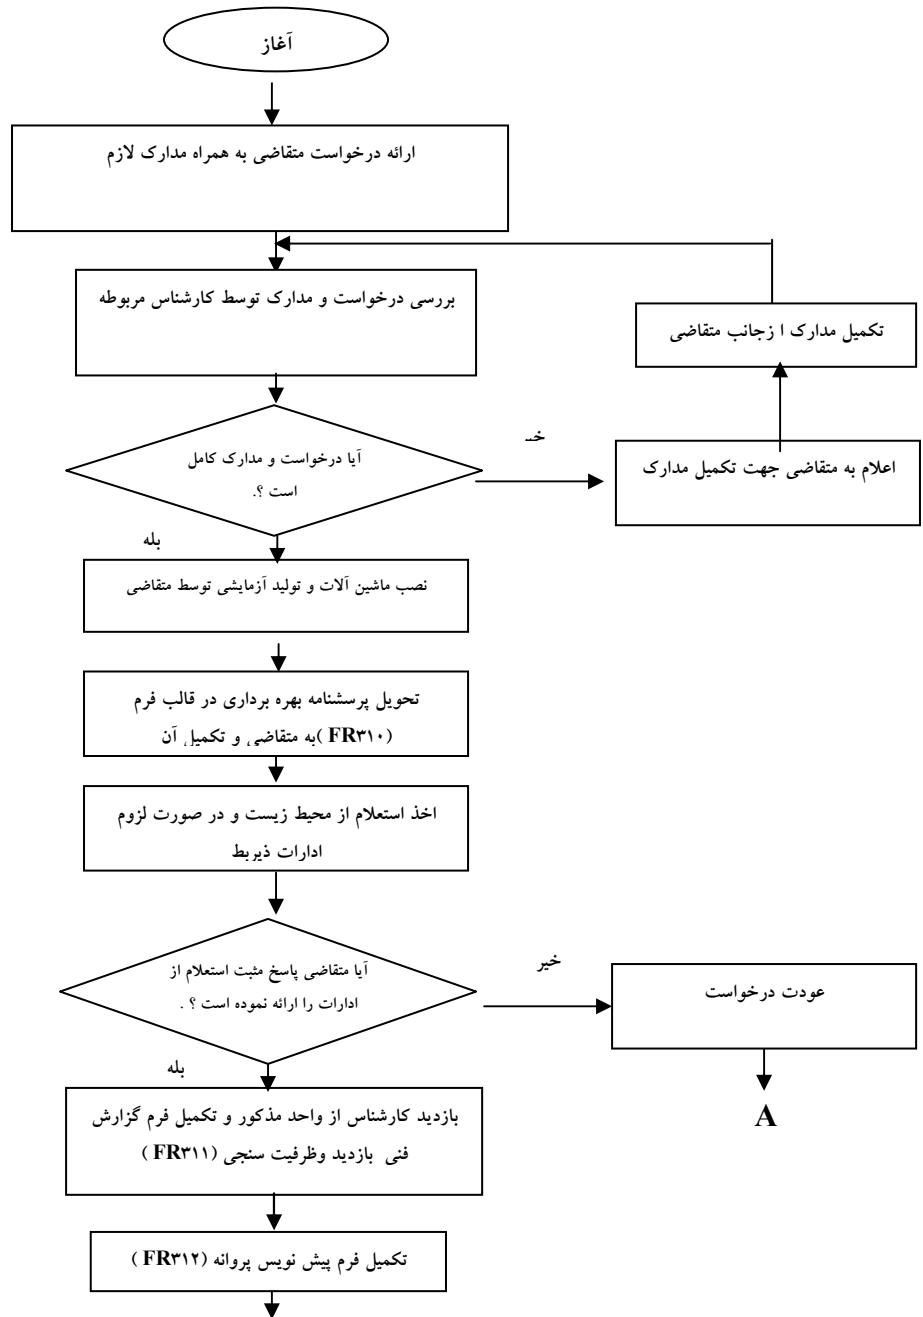 آغاز
ارائه درخواست متقاضی به همراه مدارک لازم
بررسی درخواست و مدارک توسط کارشناس مربوطه
تکمیل مدارک ا زجانب متقاضی
آیا درخواست و مدارک کامل
است ؟.
خیر
اعلام به متقاضی جهت تکمیل مدارک
بله
نصب ماشین آلات و تولید آزمایشی توسط متقاضی
تحویل پرسشنامه بهره برداری در قالب فرم
(FR۳۱۰ )به متقاضی و تکمیل آن
اخذ استعلام از محیط زیست و در صورت لزوم
ادارات ذیربط
آیا متقاضی پاسخ مثبت استعلام از
ادارات را ارائه نموده است ؟ .
خیر
عودت درخواست
A
بله
بازدید کارشناس از واحد مذکور و تکمیل فرم گزارش
فنی بازدید وظرفیت سنجی (FR۳۱۱ )
تکمیل فرم پیش نویس پروانه (FR۳۱۲ )